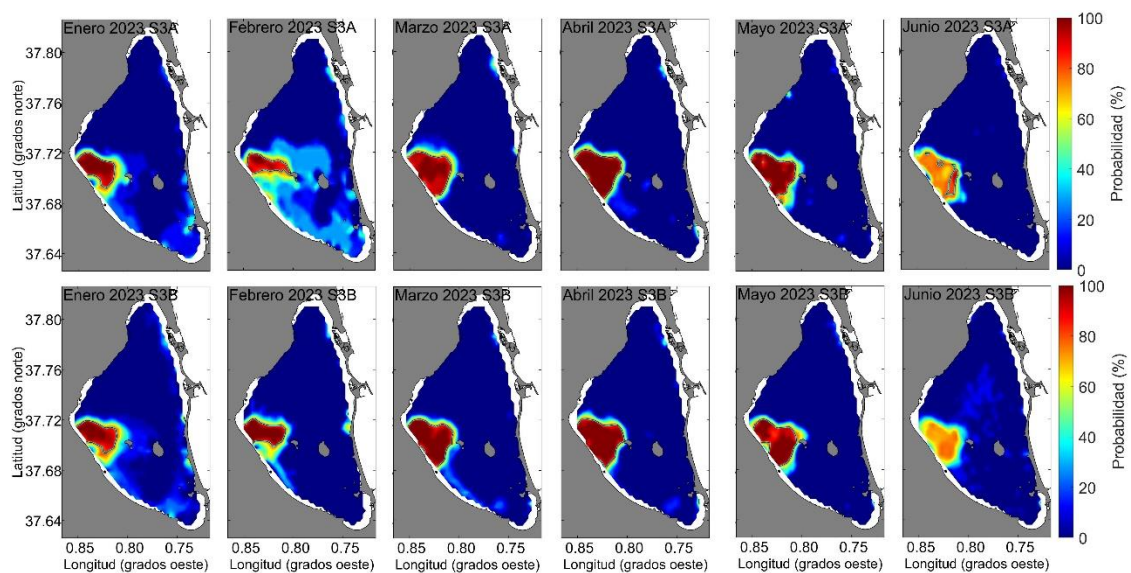 Enero 2023 S3A
Febrero 2023 S3A
Marzo 2023 S3A
Abril 2023 S3A
Mayo 2023 S3A
Junio 2023 S3A
37.80
37.76
37.72
37.68
37.64
Latitud (grados norte)
100
80
60
40
20
0
Probabilidad (%)
Enero 2023 S3B
Febrero 2023 S3B
Marzo 2023 S3B
Abril 2023 S3B
Mayo 2023 S3B
Junio 2023 S3B
37.80
37.76
37.72
37.68
37.64
Latitud (grados norte)
100
80
60
40
20
0
Probabilidad (%)
0.85 0.80 0.75
0.85 0.80 0.75
0.85 0.80 0.75
0.85 0.80 0.75
0.85 0.80 0.75
0.85 0.80 0.75
Longitud (grados oeste)
Longitud (grados oeste)
Longitud (grados oeste)
Longitud (grados oeste)
Longitud (grados oeste)
Longitud (grados oeste)